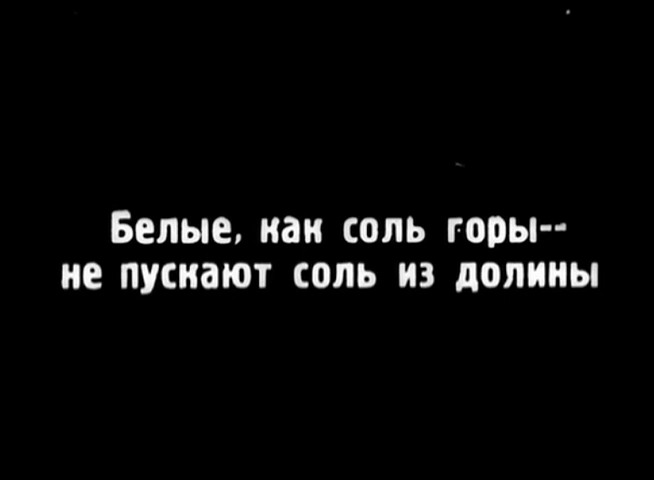 Белые, как соль горы--
не пускают соль из долины